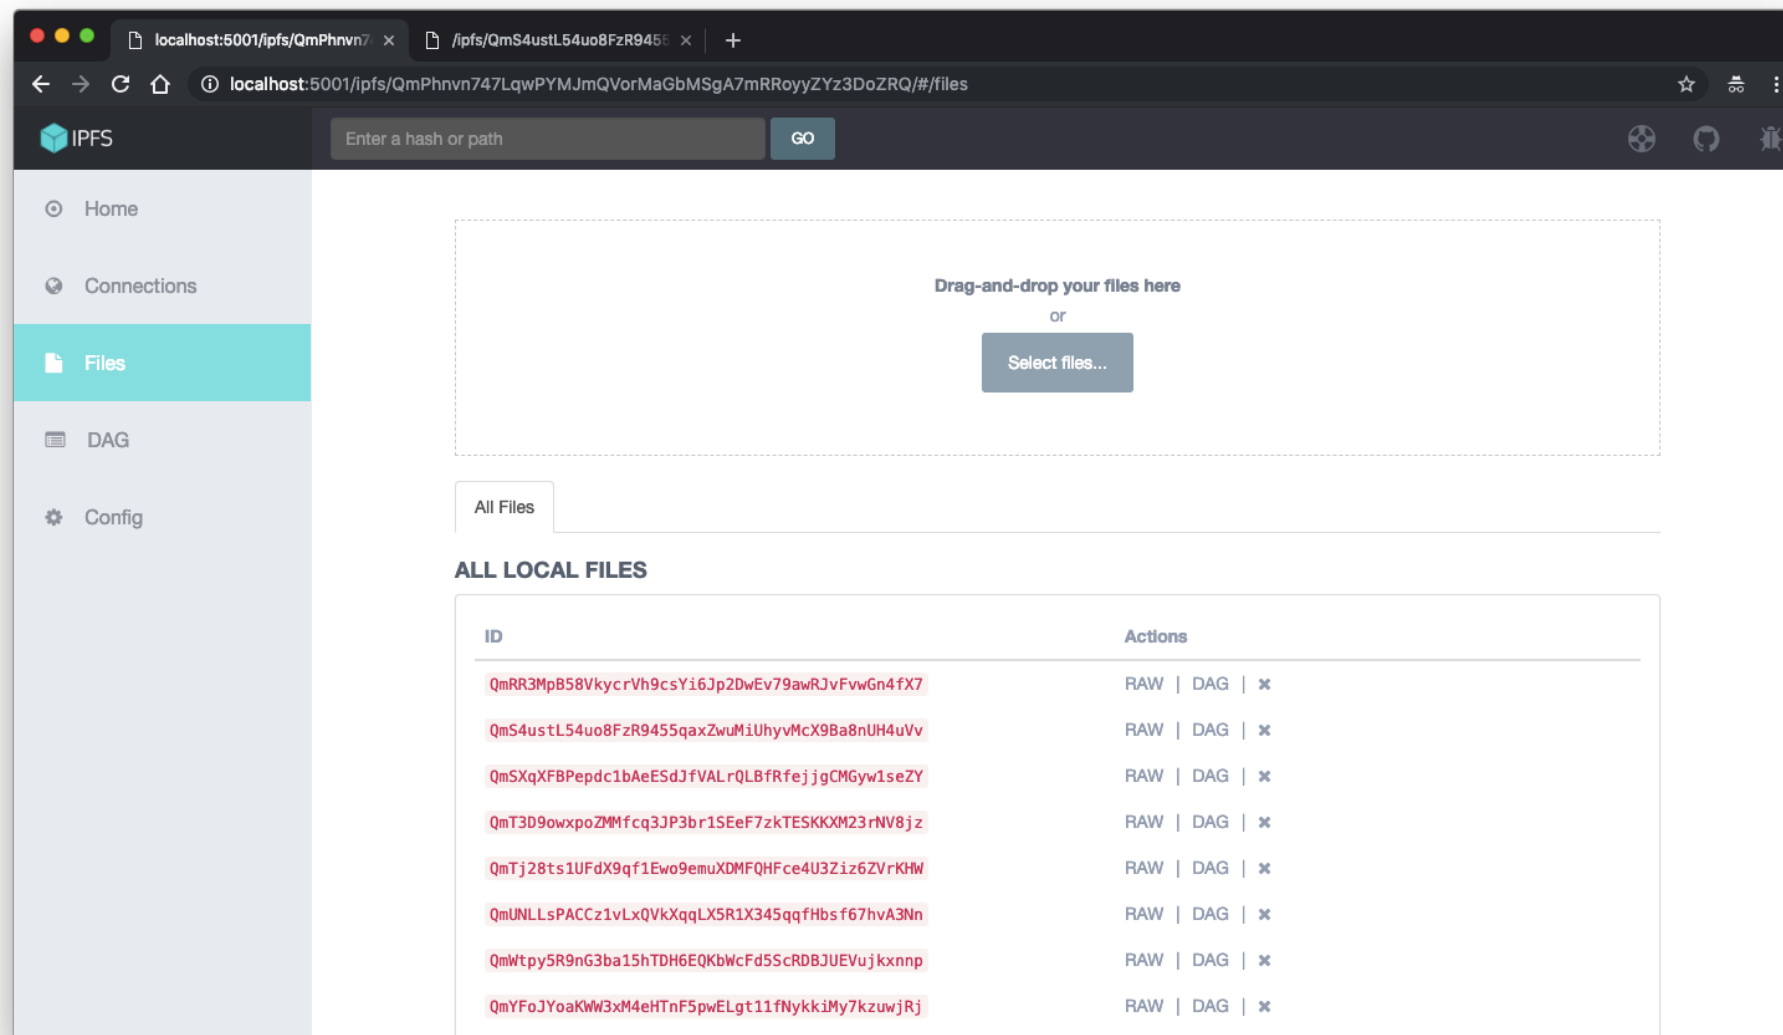 localhost:5001/ipfs/QmPhnvn7
/ipfs/QmS4ustL54uo8FzR9455
localhost:5001/ipfs/QmPhnvn747LqwPYMJmQVorMaGbMSgA7mRRoyyZYz3DoZRQ/#/files
IPFS
Enter a hash or path
GO
Home
Connections
Files
DAG
Config
Drag-and-drop your files here
or
Select files...
All Files
ALL LOCAL FILES
ID Actions
QmRR3MpB58VkycrVh9csYi6Jp2DwEv79awRJvFvwGn4fX7 RAW | DAG | ✖
QmS4ustL54uo8FzR9455qaxZwuMiUhyvMcX9Ba8nUH4uVv RAW | DAG | ✖
QmSXqXFBPepdc1bAeESdJfVALrQLBfRfejjgCMGyw1seZY RAW | DAG | ✖
QmT3D9owxpoZMMfcq3JP3br1SEeF7zkTESKKXM23rNV8jz RAW | DAG | ✖
QmTj28ts1UFdX9qf1Ewo9emuXDMFQHFce4U3Ziz6ZVrKHW RAW | DAG | ✖
QmUNLLsPACCz1vLxQVkXqqLX5R1X345qqfHbsf67hvA3Nn RAW | DAG | ✖
QmWtpy5R9nG3ba15hTDH6EQKbWcFd5ScRDBJUEVujkxnnp RAW | DAG | ✖
QmYFoJYoaKWW3xM4eHTnF5pwELgt11fNykkiMy7kzuwjRj RAW | DAG | ✖